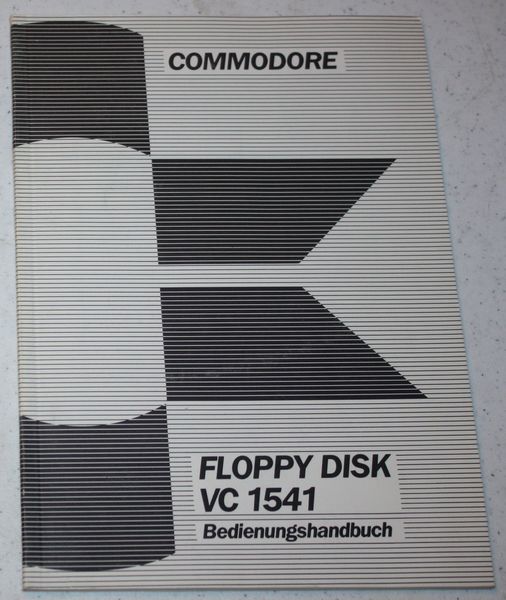 COMMODORE
FLOPPY DISK
VC 1541
Bedienungshandbuch